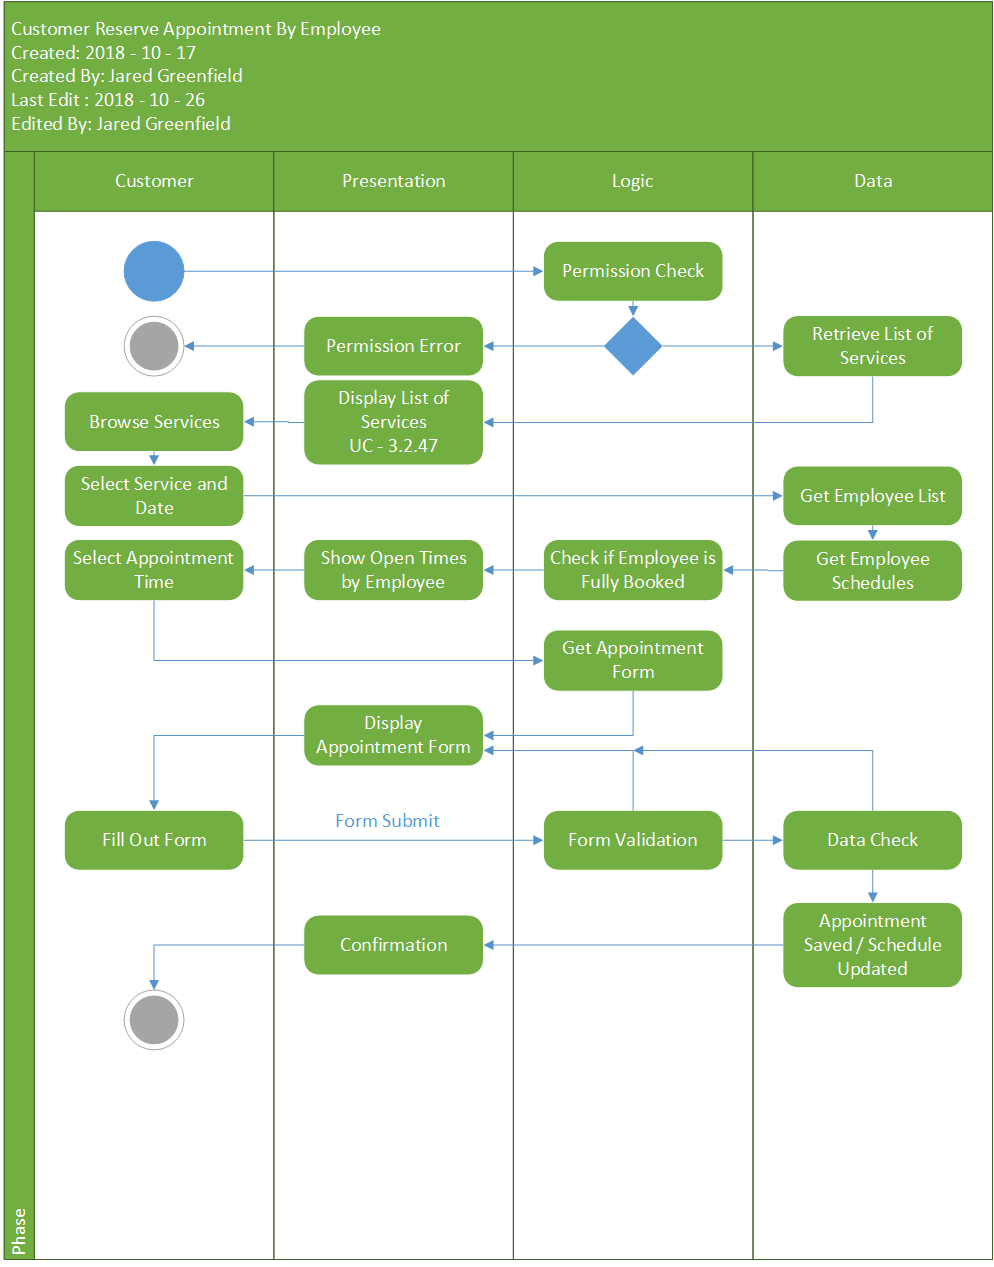 Customer Reserve Appointment By Employee
Created: 2018 - 10 - 17
Created By: Jared Greenfield
Last Edit : 2018 - 10 - 26
Edited By: Jared Greenfield
Customer
Presentation
Logic
Data
Permission Check
Permission Error
Retrieve List of
Services
Browse Services
Display List of
Services
UC - 3.2.47
Select Service and
Date
Get Employee List
Select Appointment
Time
Show Open Times
by Employee
Check if Employee is
Fully Booked
Get Employee
Schedules
Get Appointment
Form
Display
Appointment Form
Fill Out Form
Form Submit
Form Validation
Data Check
Confirmation
Appointment
Saved / Schedule
Updated
Phase